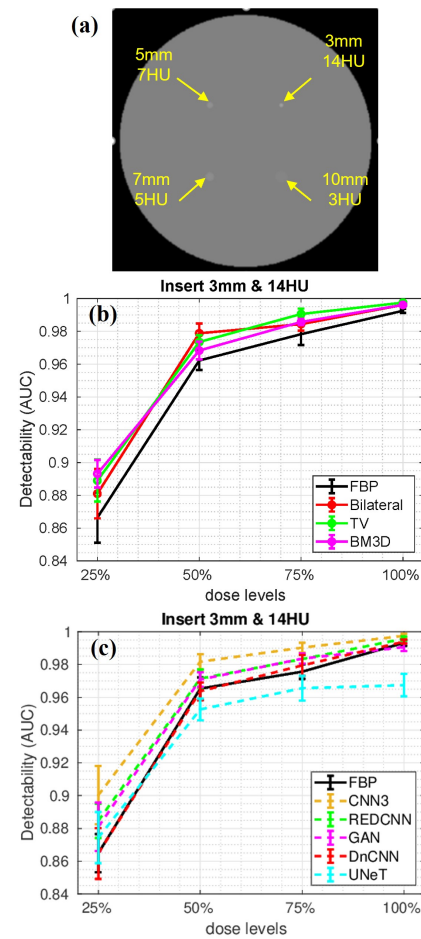 (a)
5mm
7HU
3mm
14HU
7mm
5HU
10mm
3HU
Insert 3mm & 14HU
(b)
1
0.98
0.96
0.94
0.92
0.9
0.88
0.86
0.84
Detectability (AUC)
FBP
Bilateral
TV
BM3D
25%
50%
75%
100%
dose levels
Insert 3mm & 14HU
(c)
1
0.98
0.96
0.94
0.92
0.9
0.88
0.86
0.84
Detectability (AUC)
FBP
CNN3
REDCNN
GAN
DnCNN
UNeT
25%
50%
75%
100%
dose levels